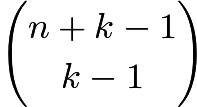 (n + k − 1
k − 1)